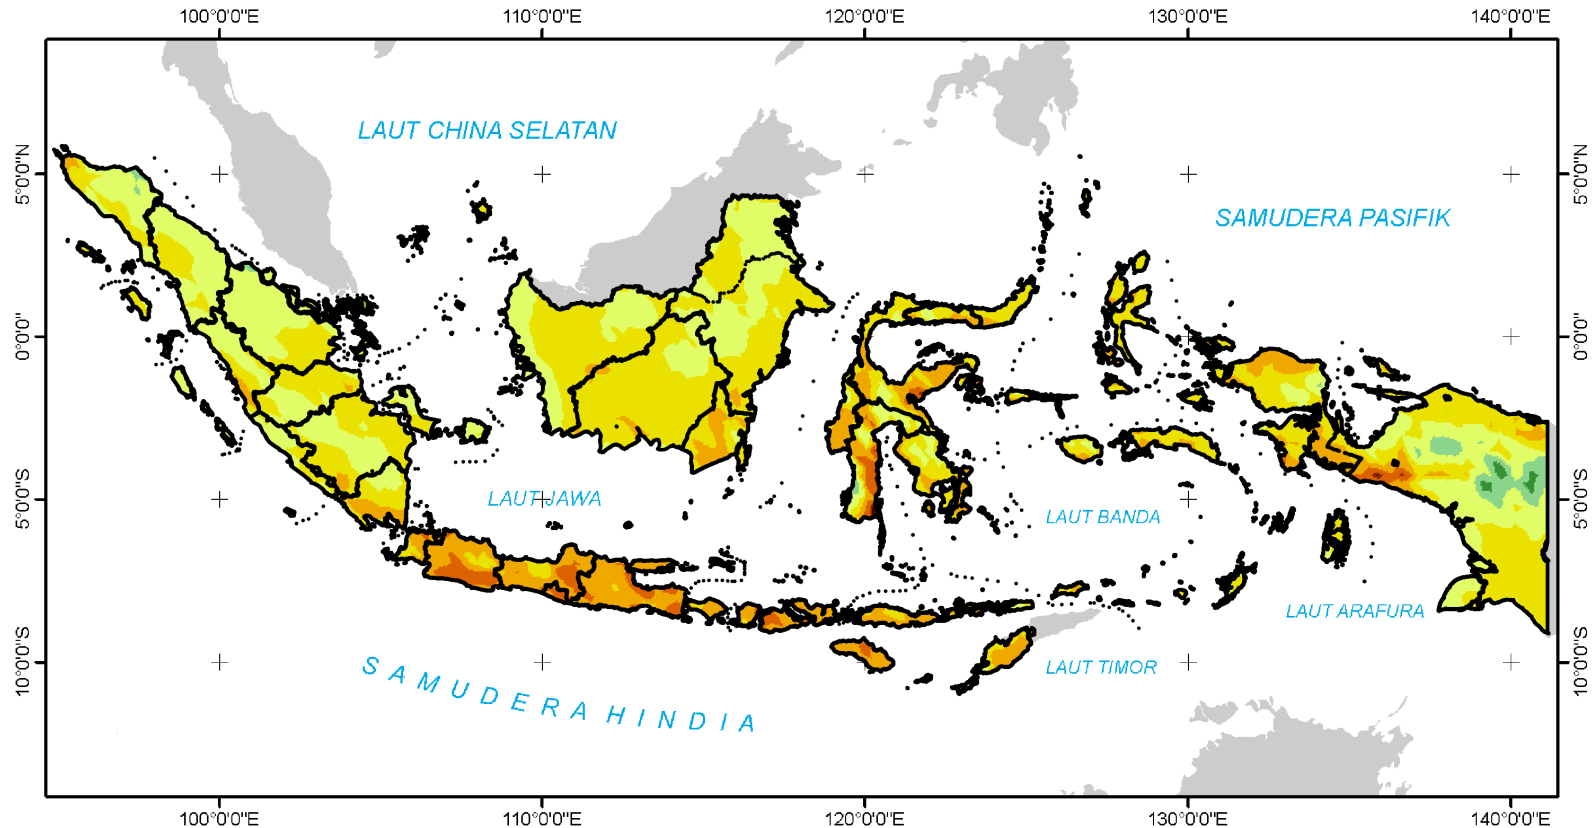 100°0'0"E 110°0'0"E 120°0'0"E 130°0'0"E 140°0'0"E
LAUT CHINA SELATAN
5°0'0"N 5°0'0"N
SAMUDERA PASIFIK
0°0'0" 0°0'0"
LAUT JAWA
5°0'0"S 5°0'0"S
LAUT BANDA
LAUT ARAFURA
10°0'0"S 10°0'0"S
LAUT TIMOR
SAMUDERA HINDIA
100°0'0"E 110°0'0"E 120°0'0"E 130°0'0"E 140°0'0"E